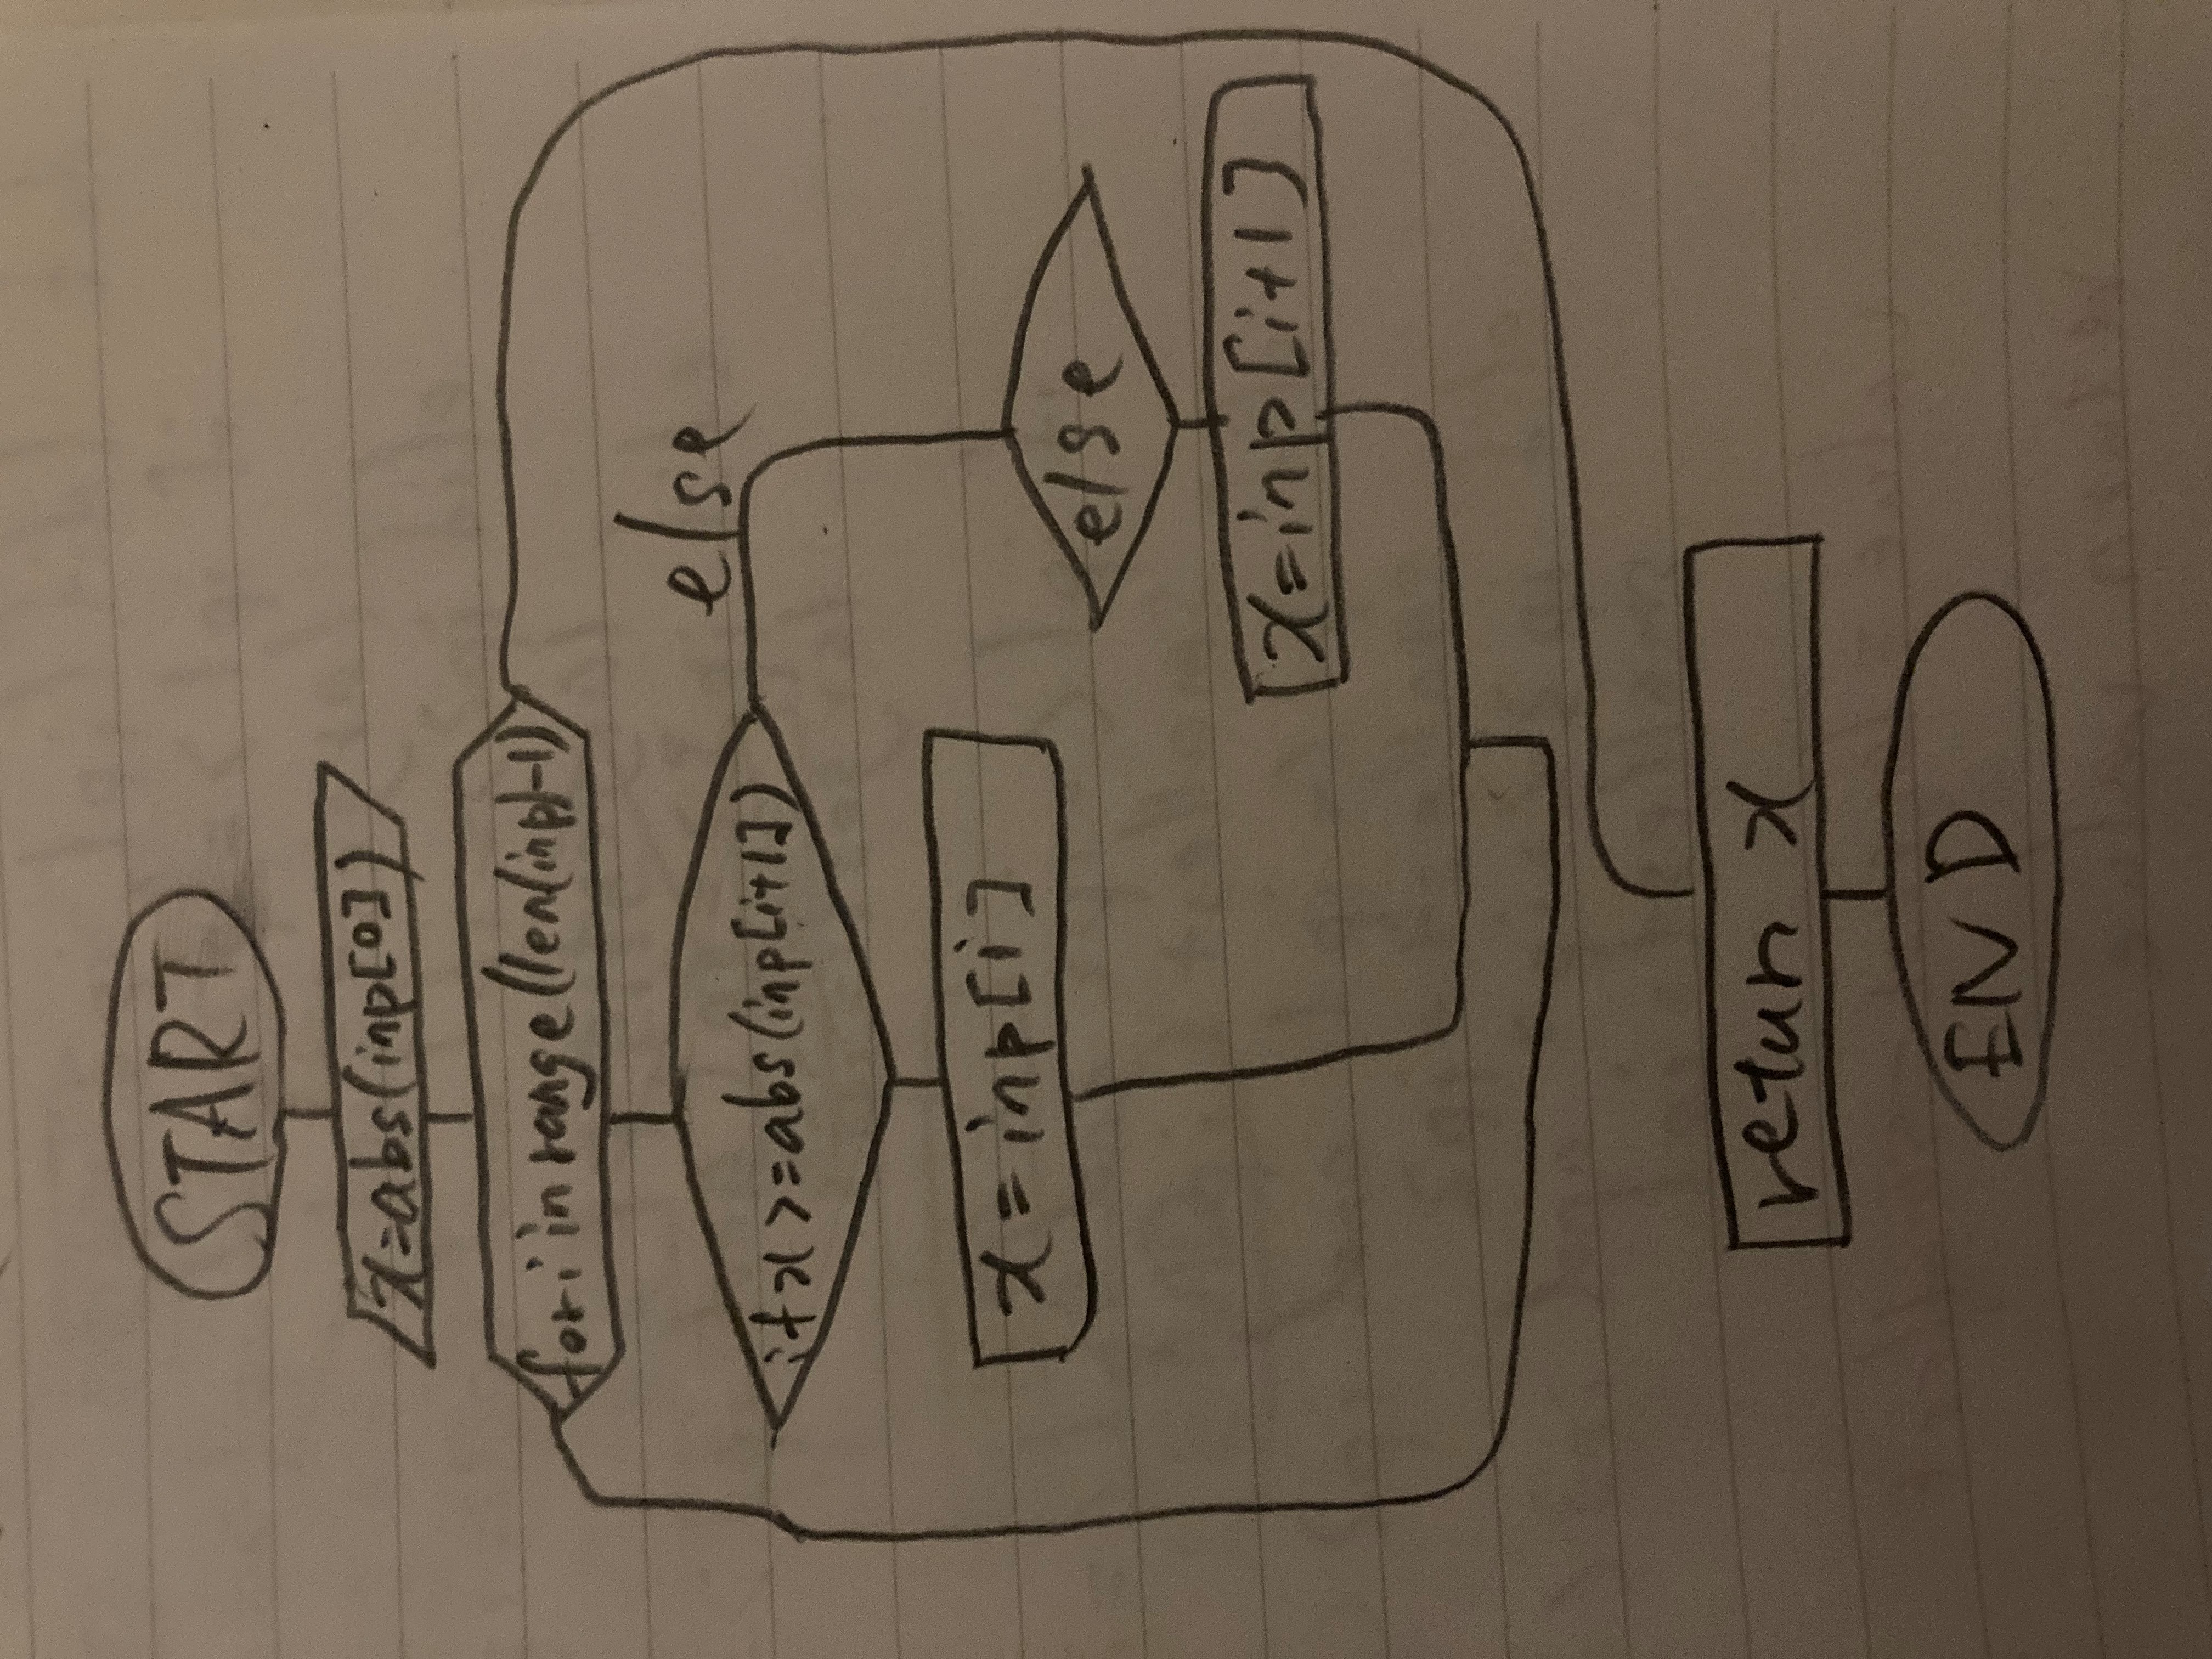 START
x=abs(inp[0])
for i in range((len(inp)-1)
if x>=abs(inp[i+1])
else
x=inp[i]
else
x=inp[i+1]
return x
END